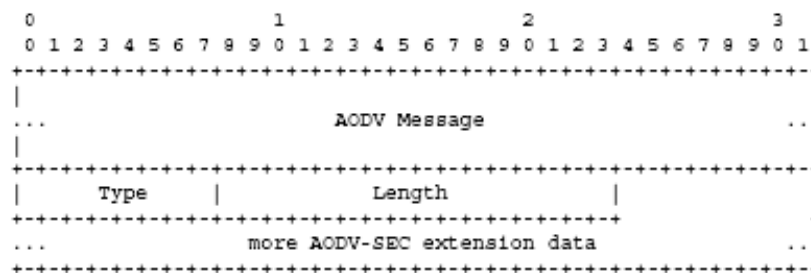 0                   1                   2                   3
0 1 2 3 4 5 6 7 8 9 0 1 2 3 4 5 6 7 8 9 0 1 2 3 4 5 6 7 8 9 0 1
+-+-+-+-+-+-+-+-+-+-+-+-+-+-+-+-+-+-+-+-+-+-+-+-+-+-+-+-+-+-+-+-
|
... AODV Message ..
|
+-+-+-+-+-+-+-+-+-+-+-+-+-+-+-+-+-+-+-+-+-+-+-+-+-+-+-+-+-+-+-+-
| Type | Length |
+-+-+-+-+-+-+-+-+-+-+-+-+-+-+-+-+-+-+-+-+-+-+-+-+
... more AODV-SEC extension data ..
+-+-+-+-+-+-+-+-+-+-+-+-+-+-+-+-+-+-+-+-+-+-+-+-+-+-+-+-+-+-+-+-